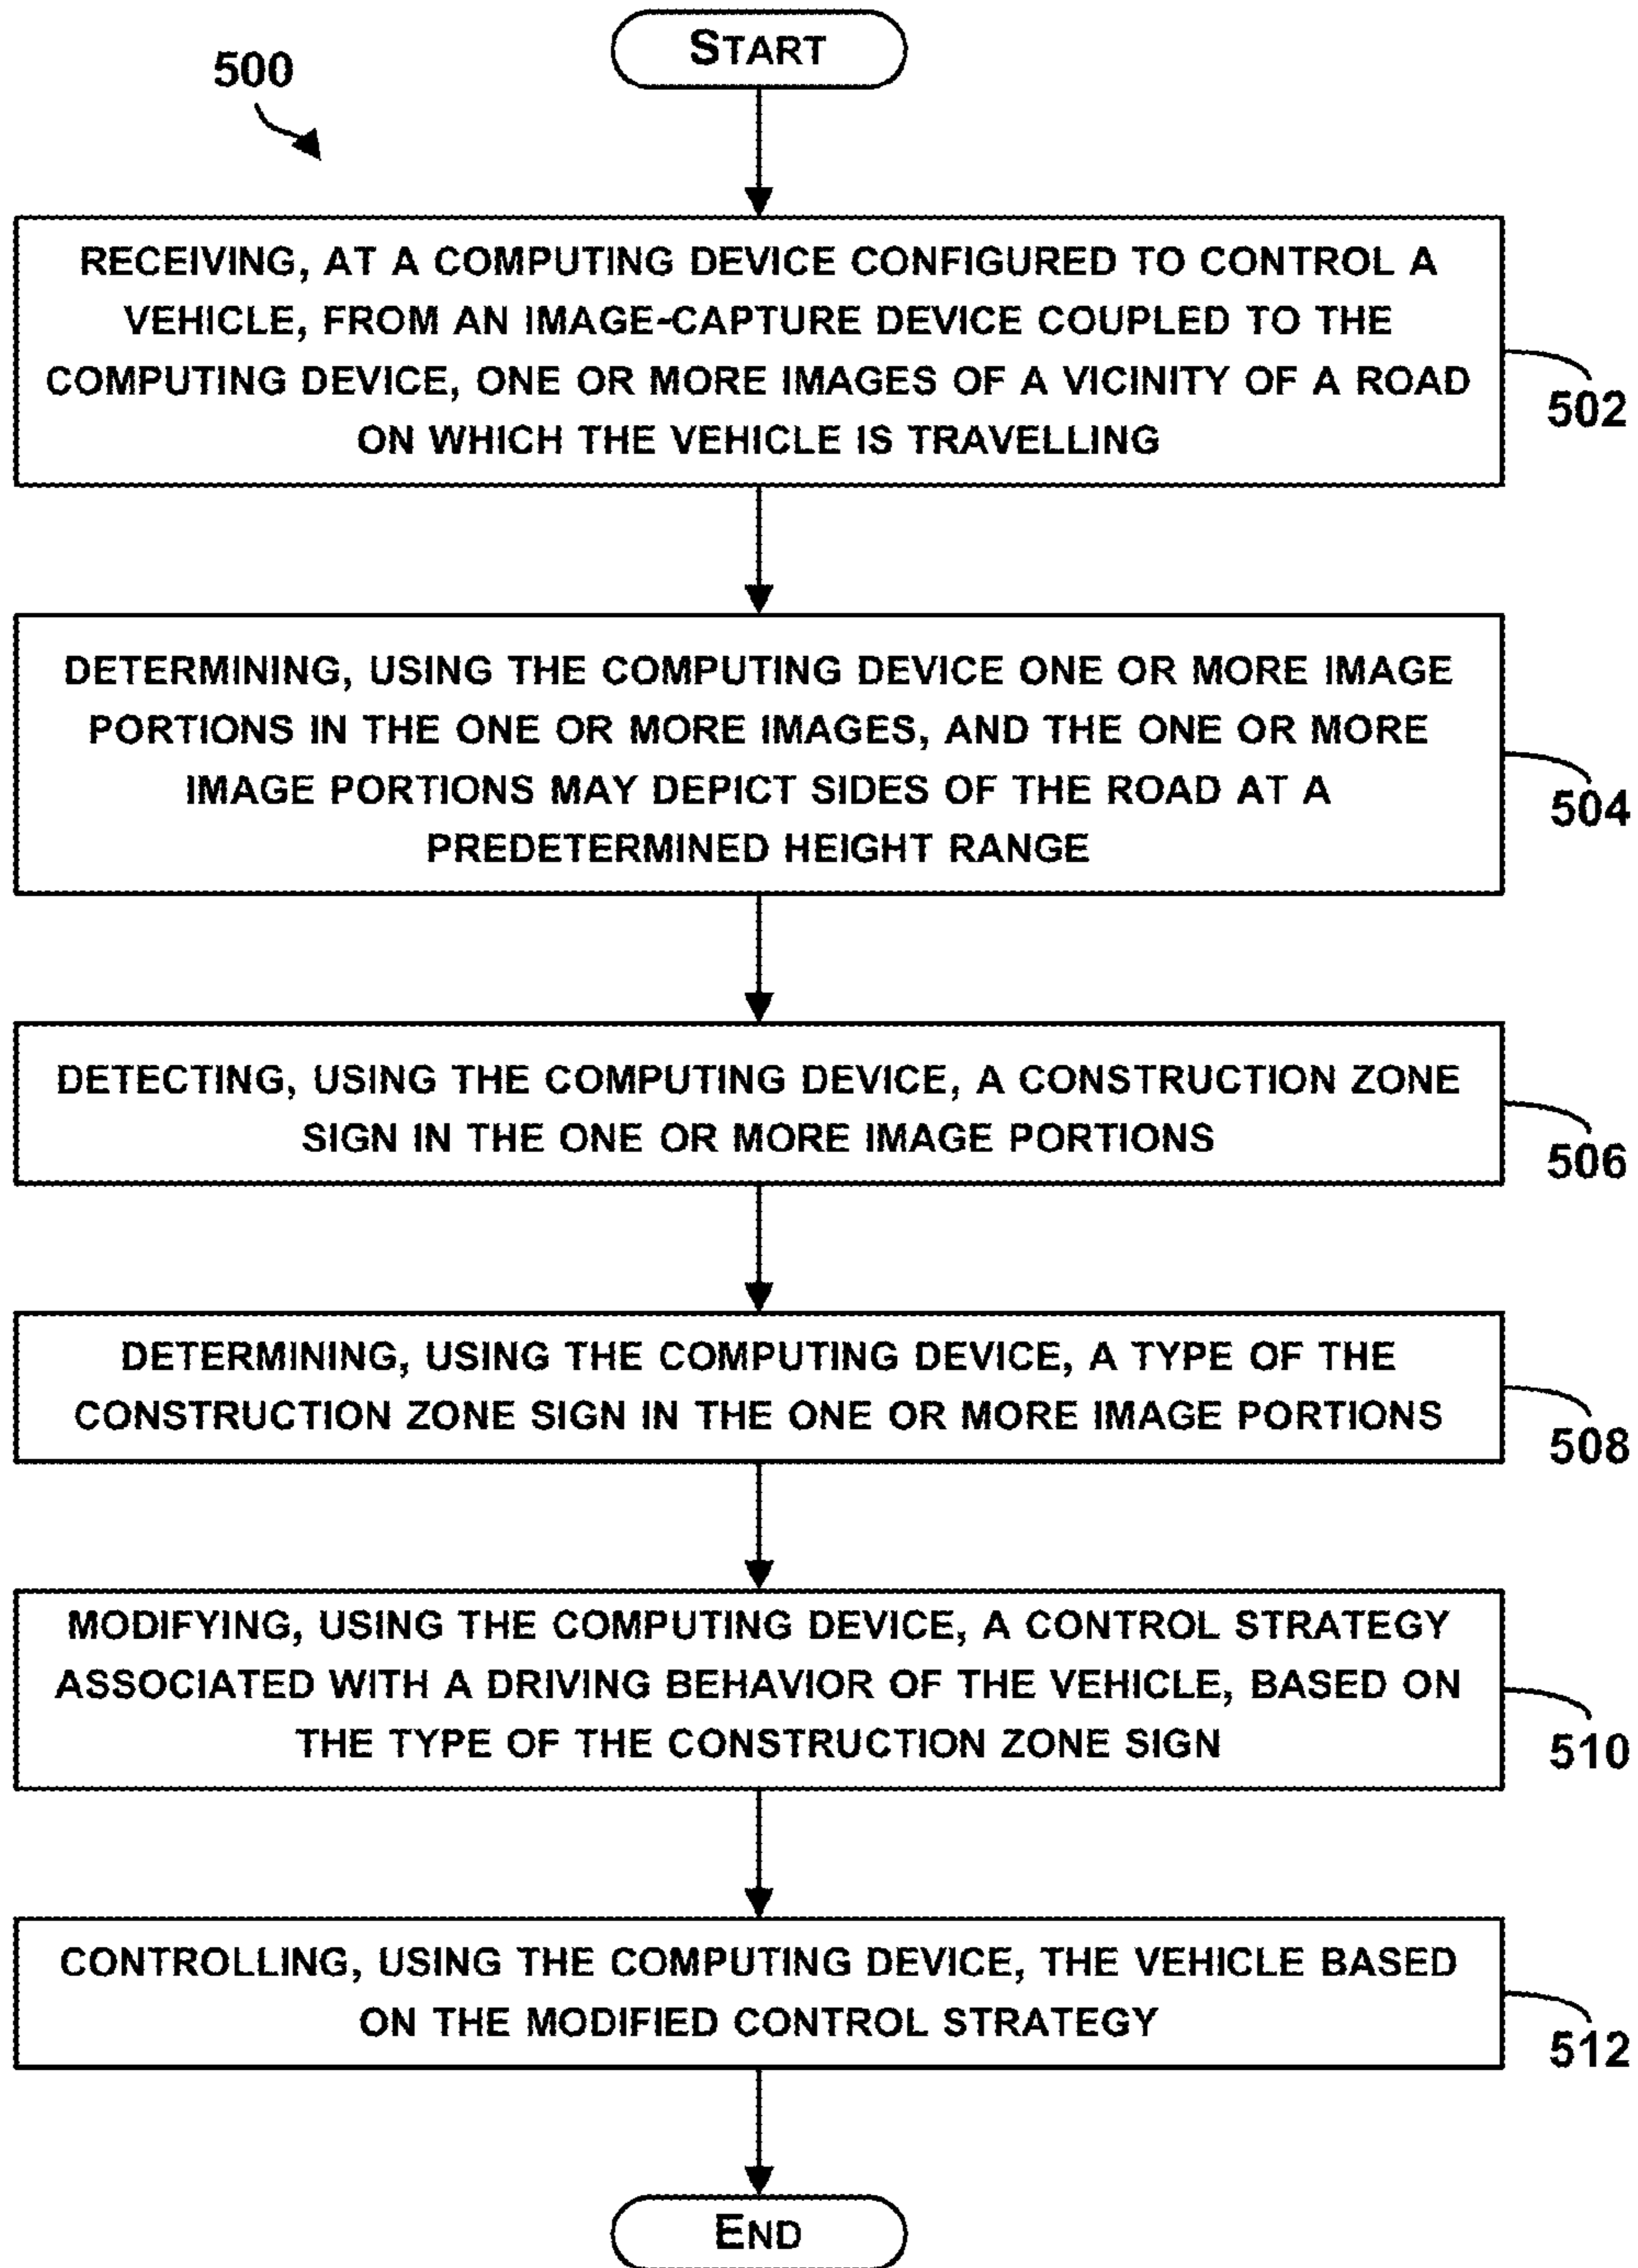 START
500
RECEIVING, AT A COMPUTING DEVICE CONFIGURED TO CONTROL A
VEHICLE, FROM AN IMAGE-CAPTURE DEVICE COUPLED TO THE
COMPUTING DEVICE, ONE OR MORE IMAGES OF A VICINITY OF A ROAD
ON WHICH THE VEHICLE IS TRAVELLING
502
DETERMINING, USING THE COMPUTING DEVICE ONE OR MORE IMAGE
PORTIONS IN THE ONE OR MORE IMAGES, AND THE ONE OR MORE
IMAGE PORTIONS MAY DEPICT SIDES OF THE ROAD AT A
PREDETERMINED HEIGHT RANGE
504
DETECTING, USING THE COMPUTING DEVICE, A CONSTRUCTION ZONE
SIGN IN THE ONE OR MORE IMAGE PORTIONS
506
DETERMINING, USING THE COMPUTING DEVICE, A TYPE OF THE
CONSTRUCTION ZONE SIGN IN THE ONE OR MORE IMAGE PORTIONS
508
MODIFYING, USING THE COMPUTING DEVICE, A CONTROL STRATEGY
ASSOCIATED WITH A DRIVING BEHAVIOR OF THE VEHICLE, BASED ON
THE TYPE OF THE CONSTRUCTION ZONE SIGN
510
CONTROLLING, USING THE COMPUTING DEVICE, THE VEHICLE BASED
ON THE MODIFIED CONTROL STRATEGY
512
END